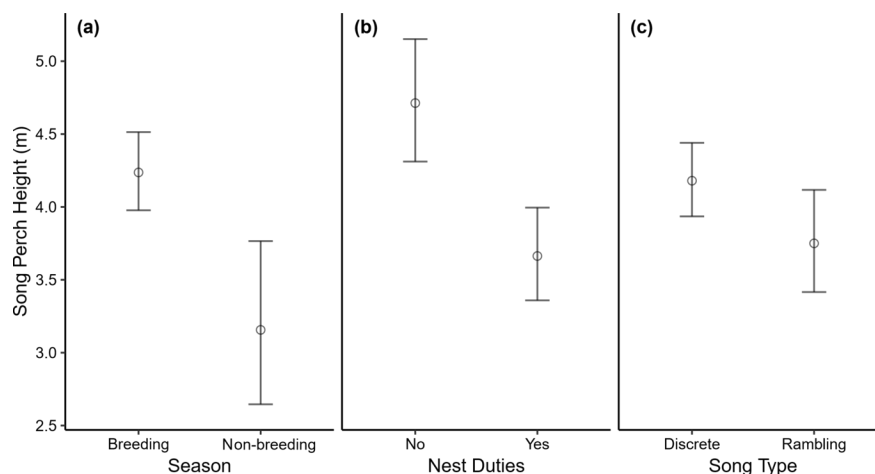 (a)
(b)
(c)
Song Perch Height (m)
5.0
4.5
4.0
3.5
3.0
2.5
Breeding Non-breeding
No Yes
Discrete Rambling
Season
Nest Duties
Song Type